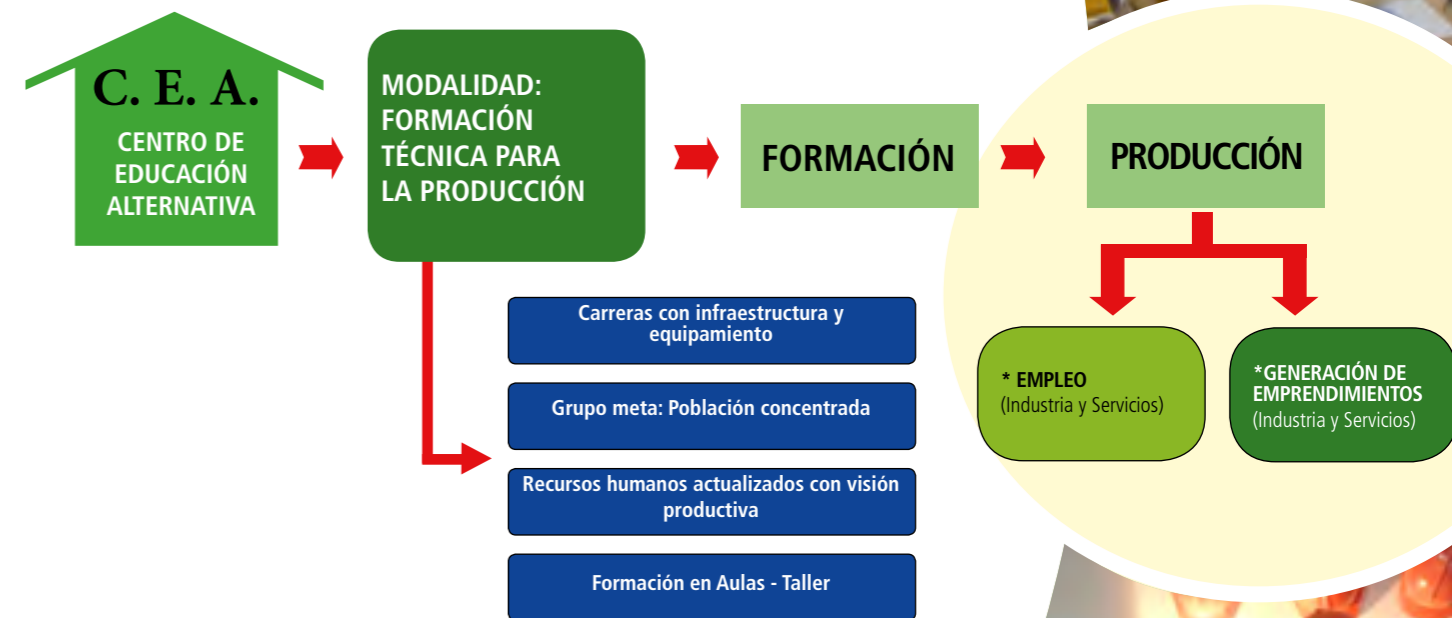 C. E. A.
CENTRO DE
EDUCACIÓN
ALTERNATIVA
MODALIDAD:
FORMACIÓN
TÉCNICA PARA
LA PRODUCCIÓN
FORMACIÓN
PRODUCCIÓN
Carreras con infraestructura y
equipamiento
Grupo meta: Población concentrada
Recursos humanos actualizados con visión
productiva
Formación en Aulas - Taller
* EMPLEO
(Industria y Servicios)
*GENERACIÓN DE
EMPRENDIMIENTOS
(Industria y Servicios)